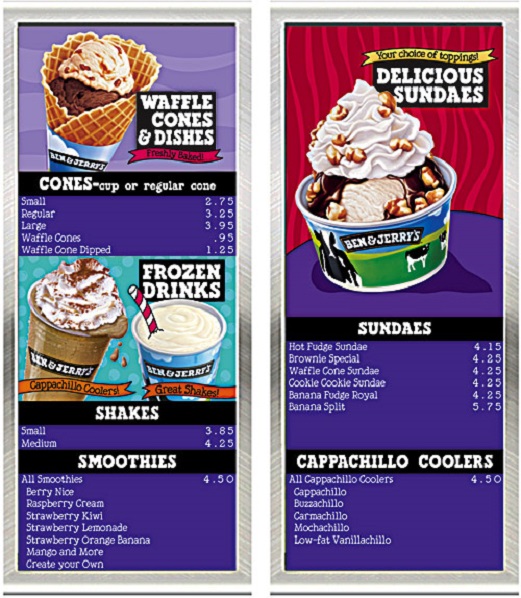 WAFFLE
CONES
& DISHES
Freshly Baked!
BEN & JERRY'S
CONES-cup or regular cone
Small 2.75
Regular 3.25
Large 3.95
Waffle Cones .95
Waffle Cone Dipped 1.25
FROZEN
DRINKS
BEN & JERRY'S
BEN & JERRY'S
Cappachillo Coolers!
Great Shakes!
SHAKES
Small 3.85
Medium 4.25
SMOOTHIES
All Smoothies 4.50
Berry Nice
Raspberry Cream
Strawberry Kiwi
Strawberry Lemonade
Strawberry Orange Banana
Mango and More
Create your Own
Your choice of toppings!
DELICIOUS
SUNDAES
BEN & JERRY'S
SUNDAES
Hot Fudge Sundae 4.15
Brownie Special 4.25
Waffle Cone Sundae 4.25
Cookie Cookie Sundae 4.25
Banana Fudge Royal 4.25
Banana Split 5.75
CAPPACHILLO COOLERS
All Cappachillo Coolers 4.50
Cappachillo
Buzzachillo
Carmachillo
Mochachillo
Low-fat Vanillachillo